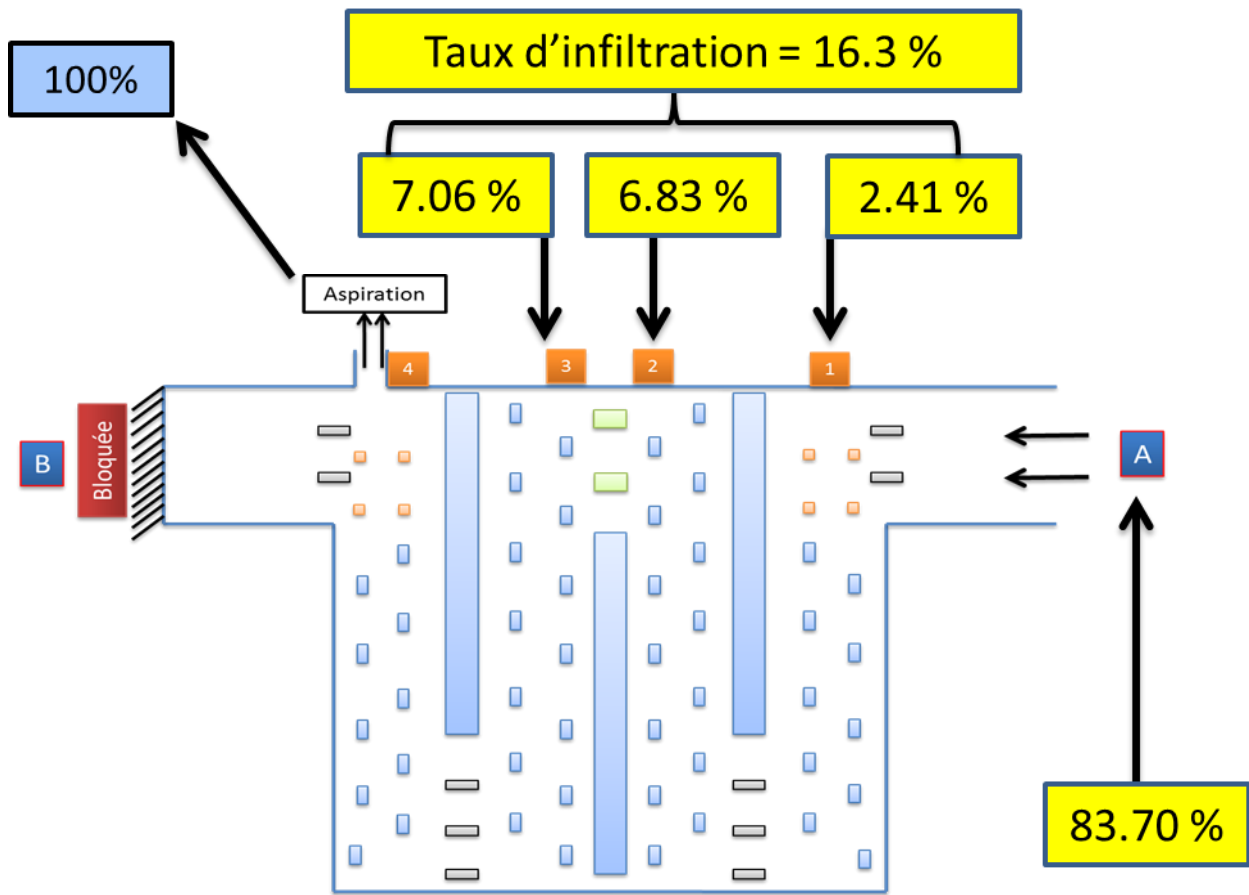 Taux d’infiltration = 16.3 %
100%
7.06 %
6.83 %
2.41 %
Aspiration
4
3
2
1
B
Bloquée
A
83.70 %